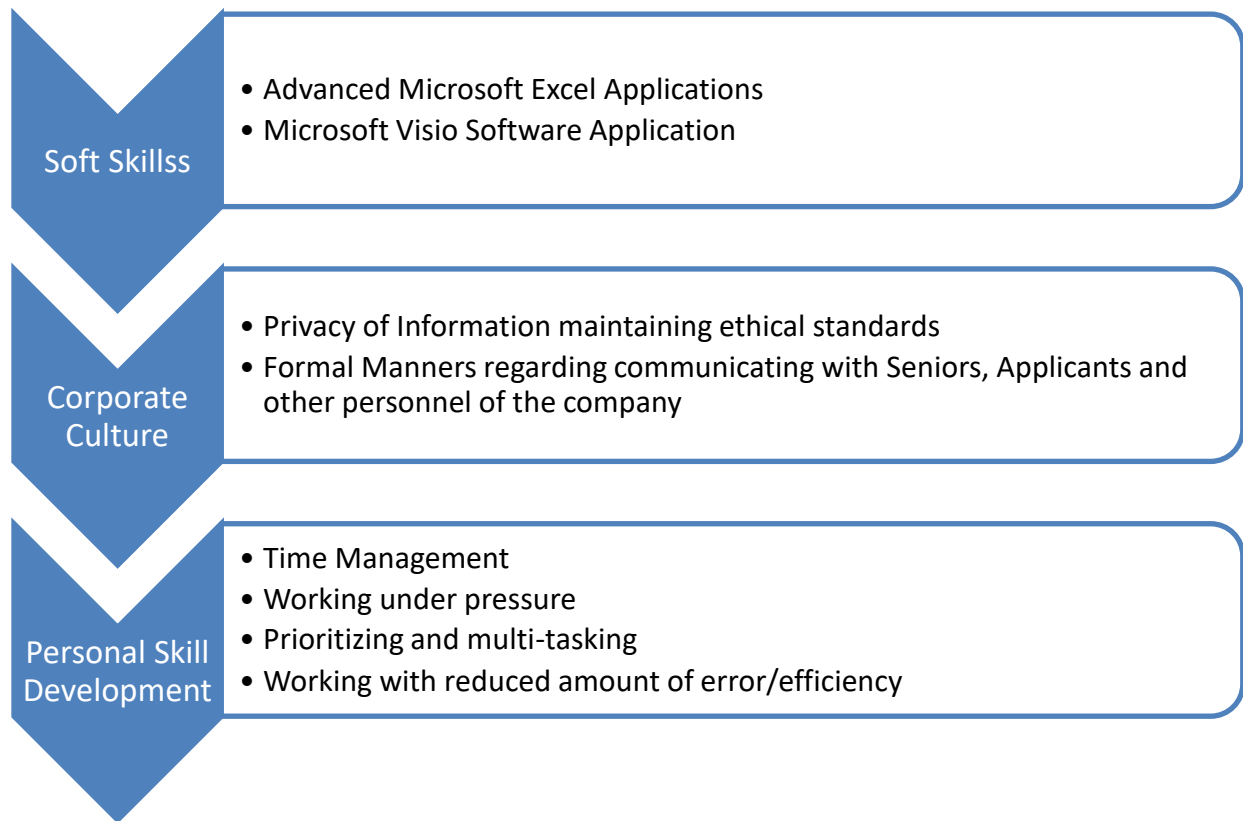 Soft Skillss
• Advanced Microsoft Excel Applications
• Microsoft Visio Software Application
Corporate
Culture
• Privacy of Information maintaining ethical standards
• Formal Manners regarding communicating with Seniors, Applicants and
other personnel of the company
Personal Skill
Development
• Time Management
• Working under pressure
• Prioritizing and multi-tasking
• Working with reduced amount of error/efficiency